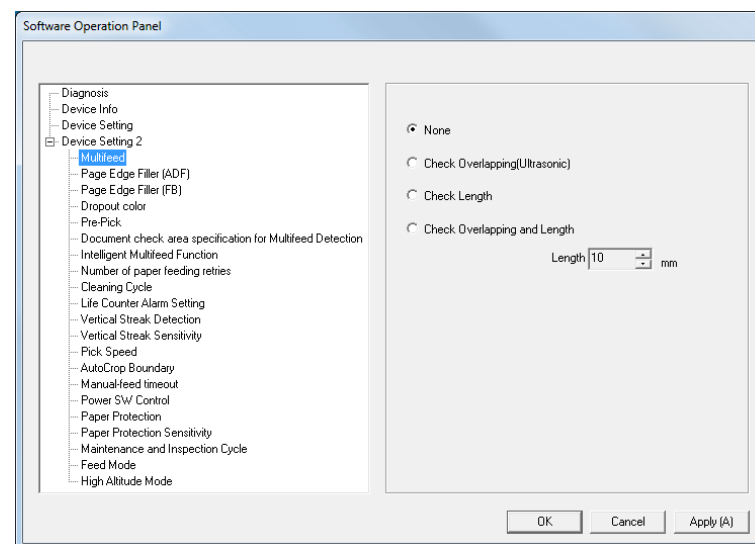 Software Operation Panel
Diagnosis
Device Info
Device Setting
Device Setting 2
Multifeed
Page Edge Filler (ADF)
Page Edge Filler (FB)
Dropout color
Pre-Pick
Document check area specification for Multifeed Detection
Intelligent Multifeed Function
Number of paper feeding retries
Cleaning Cycle
Life Counter Alarm Setting
Vertical Streak Detection
Vertical Streak Sensitivity
Pick Speed
AutoCrop Boundary
Manual-feed timeout
Power SW Control
Paper Protection
Paper Protection Sensitivity
Maintenance and Inspection Cycle
Feed Mode
High Altitude Mode
None
Check Overlapping(Ultrasonic)
Check Length
Check Overlapping and Length
Length 10 mm
OK Cancel Apply (A)